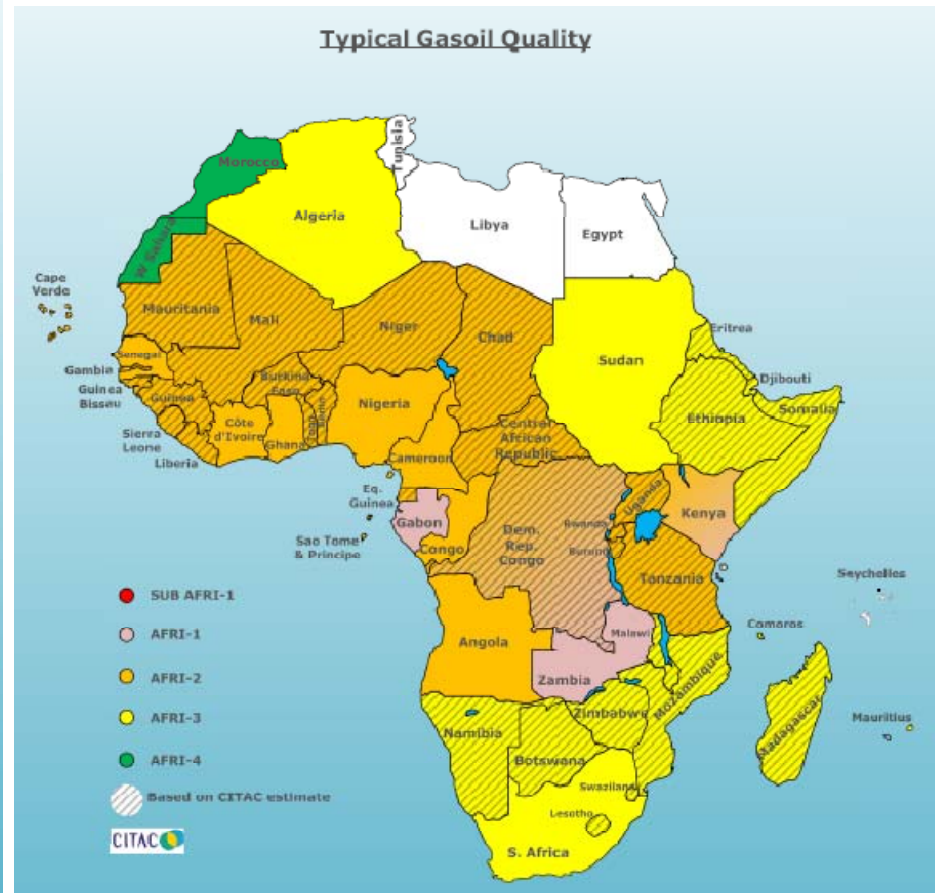 Typical Gasoil Quality
Tunisia
Morocco
Algeria
Libya
Egypt
W Sahara
Cape
Verde
Mauritania
Mali
Niger
Chad
Sudan
Eritrea
Senegal
Gambia
Guinea
Bissau
Guinea
Burkina
Faso
Djibouti
Somalia
Ethiopia
Nigeria
Côte
d'Ivoire
Ghana
Togo
Benin
Sierra
Leone
Liberia
Central
African
Republic
Cameroon
Eq.
Guinea
Gabon
Congo
Sao Tome
& Principe
Dem.
Rep.
Congo
Uganda
Rwanda
Burundi
Kenya
Tanzania
Seychelles
SUB AFRI-1
AFRI-1
AFRI-2
AFRI-3
AFRI-4
Based on CITAC estimate
CITAC
Angola
Malawi
Zambia
Comoros
Mozambique
Zimbabwe
Madagascar
Mauritius
Namibia
Botswana
Swaziland
Lesotho
S. Africa